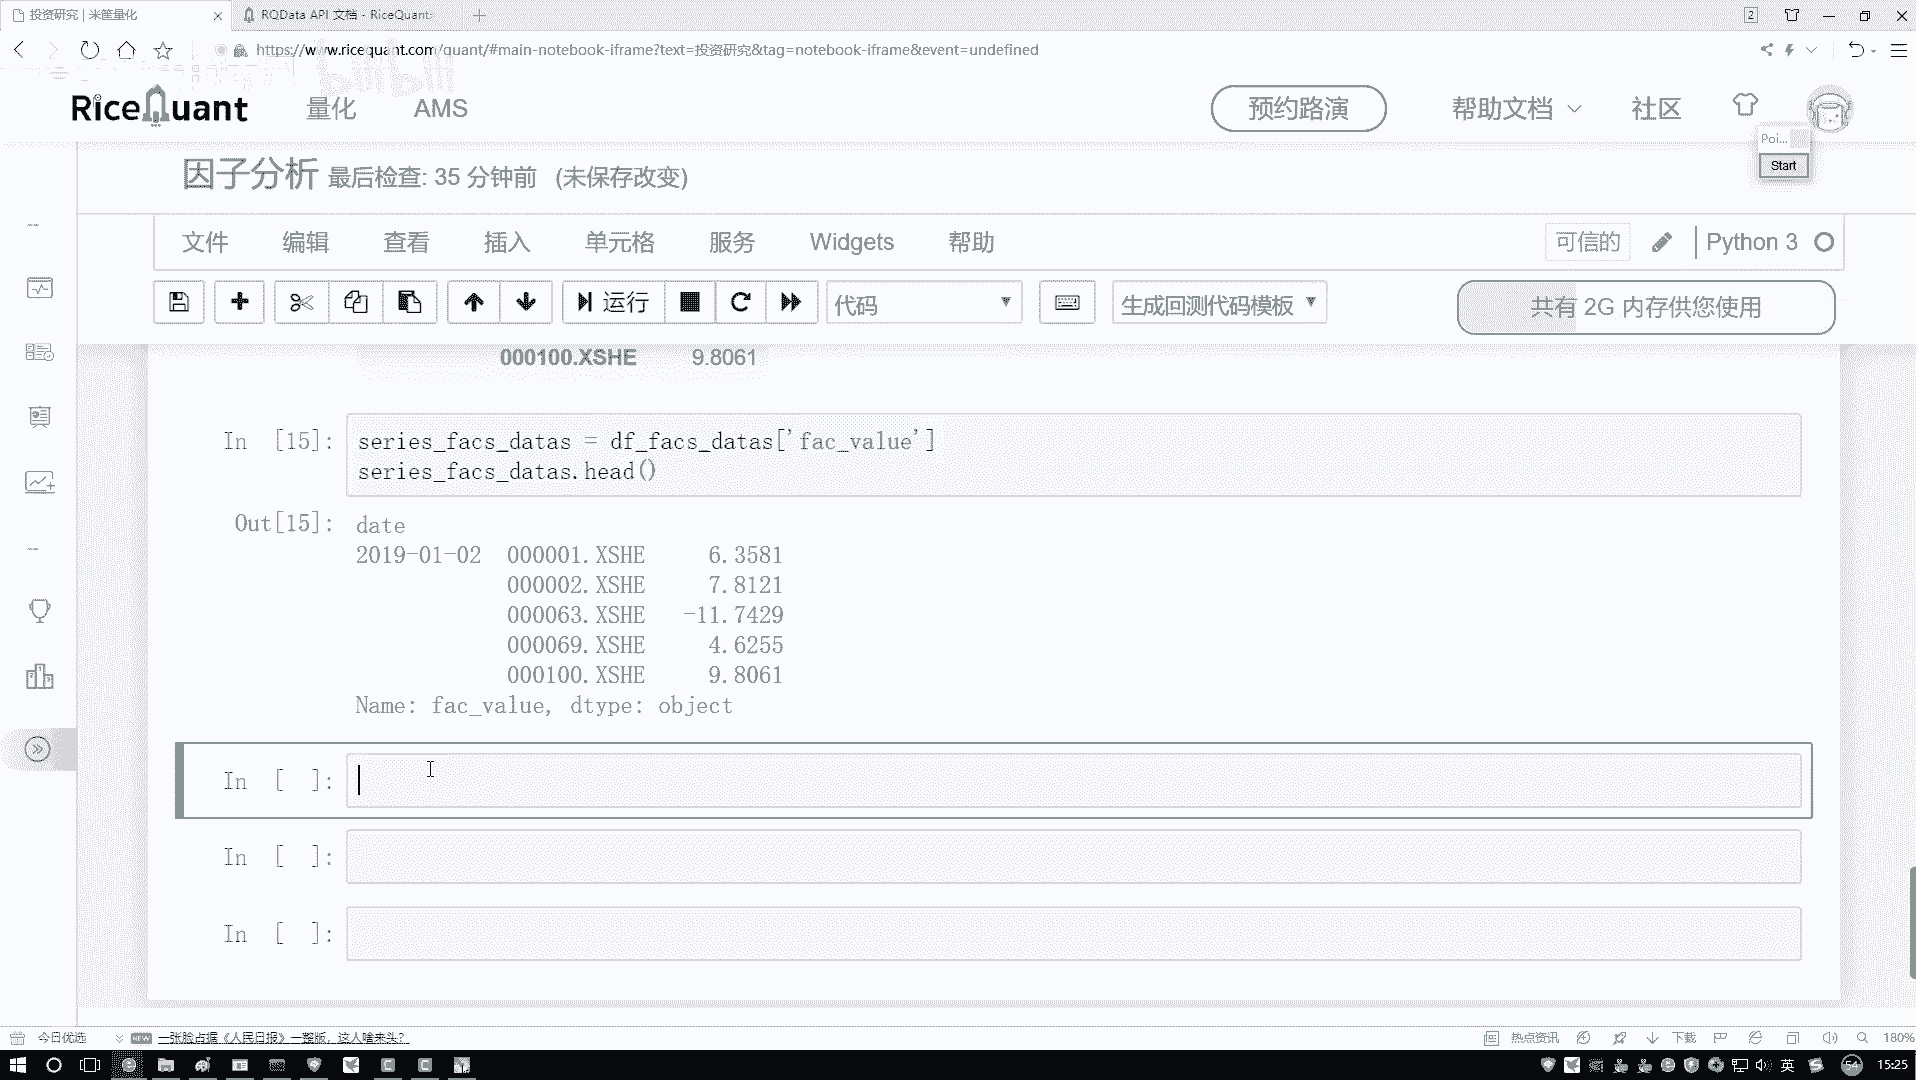 投资研究 | 米筐量化
RQData API 文档 - RiceQuant
2
https://www.ricequant.com/quant/#main-notebook-iframe?text=投资研究&tag=notebook-iframe&event=undefined
bilibili
RiceQuant 量化 AMS 预约路演 帮助文档 社区
Poi...
Start
因子分析 最后检查: 35 分钟前 (未保存改变)
文件 编辑 查看 插入 单元格 服务 Widgets 帮助 可信的 Python 3
运行 代码 生成回测代码模板 共有 2G 内存供您使用
000100.XSHE 9.8061
In [15]: series_facs_datas = df_facs_datas['fac_value']
series_facs_datas.head()
Out[15]: date
2019-01-02 000001.XSHE 6.3581
000002.XSHE 7.8121
000063.XSHE -11.7429
000069.XSHE 4.6255
000100.XSHE 9.8061
Name: fac_value, dtype: object
In [ ]:
In [ ]:
In [ ]:
今日优选 NEW 一张脸占据《人民日报》一整版，这人啥来头？ 热点资讯 下载 180%
英 54 15:25